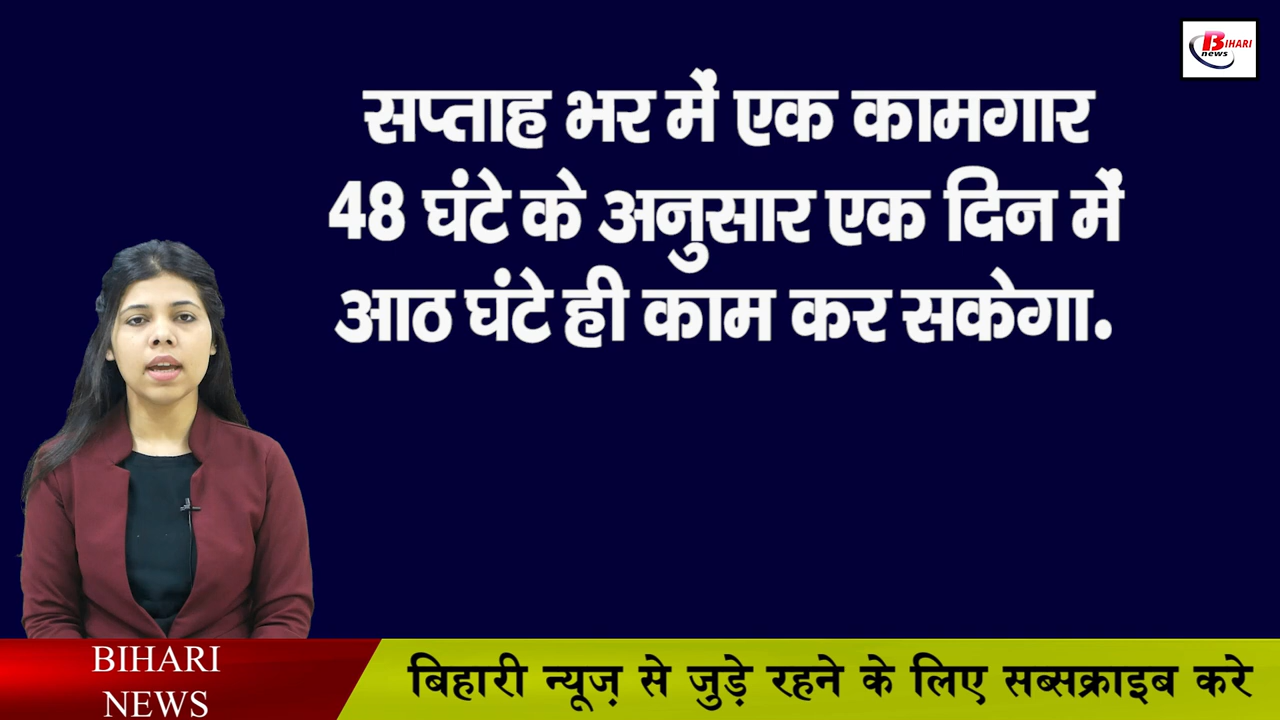 BIHARI
news
सप्ताह भर में एक कामगार
48 घंटे के अनुसार एक दिन में
आठ घंटे ही काम कर सकेगा.
BIHARI
NEWS
बिहारी न्यूज़ से जुड़े रहने के लिए सब्सक्राइब करे